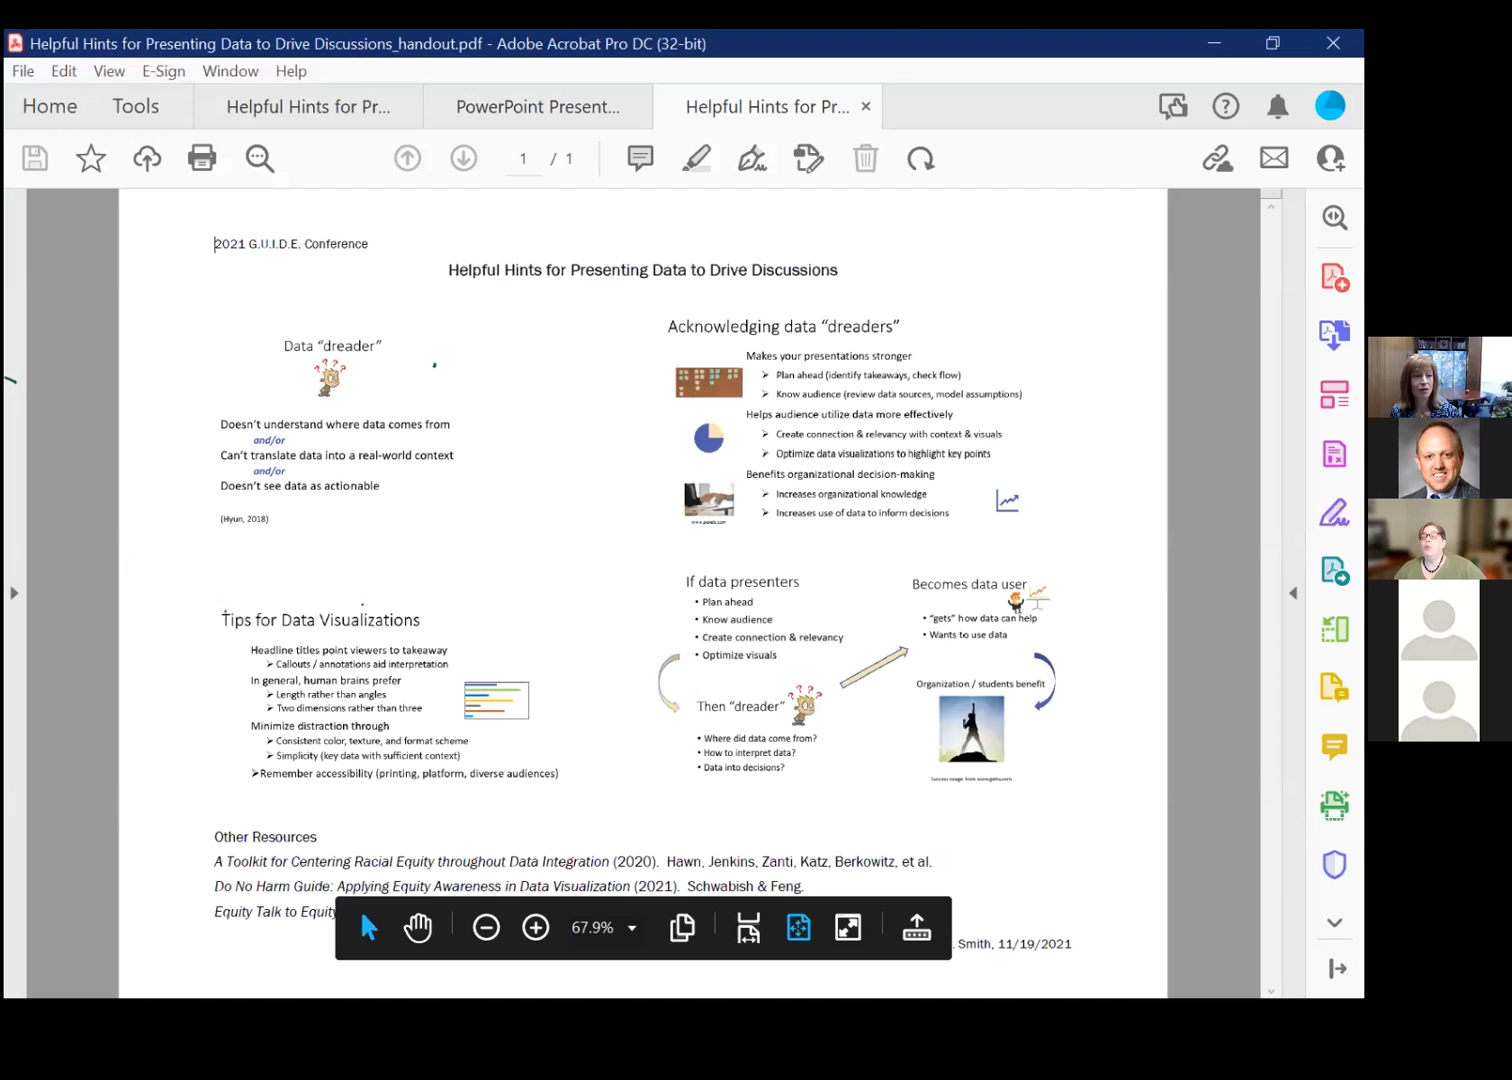 Helpful Hints for Presenting Data to Drive Discussions_handout.pdf - Adobe Acrobat Pro DC (32-bit)
File Edit View E-Sign Window Help
Home Tools Helpful Hints for Pr... PowerPoint Present... Helpful Hints for Pr...
1 / 1
2021 G.U.I.D.E. Conference
Helpful Hints for Presenting Data to Drive Discussions
Data “dreader”
Doesn’t understand where data comes from
and/or
Can’t translate data into a real-world context
and/or
Doesn’t see data as actionable
(Hyun, 2018)
Acknowledging data “dreaders”
Makes your presentations stronger
➢ Plan ahead (identify takeaways, check flow)
➢ Know audience (review data sources, model assumptions)
Helps audience utilize data more effectively
➢ Create connection & relevancy with context & visuals
➢ Optimize data visualizations to highlight key points
Benefits organizational decision-making
➢ Increases organizational knowledge
➢ Increases use of data to inform decisions
Tips for Data Visualizations
Headline titles point viewers to takeaway
➢ Callouts / annotations aid interpretation
In general, human brains prefer
➢ Length rather than angles
➢ Two dimensions rather than three
Minimize distraction through
➢ Consistent color, texture, and format scheme
➢ Simplicity (key data with sufficient context)
➢Remember accessibility (printing, platform, diverse audiences)
If data presenters
• Plan ahead
• Know audience
• Create connection & relevancy
• Optimize visuals
Then “dreader”
• Where did data come from?
• How to interpret data?
• Data into decisions?
Becomes data user
• “gets” how data can help
• Wants to use data
Organization / students benefit
Other Resources
A Toolkit for Centering Racial Equity throughout Data Integration (2020). Hawn, Jenkins, Zanti, Katz, Berkowitz, et al.
Do No Harm Guide: Applying Equity Awareness in Data Visualization (2021). Schwabish & Feng.
Equity Talk to Equity
. Smith, 11/19/2021
67.9%